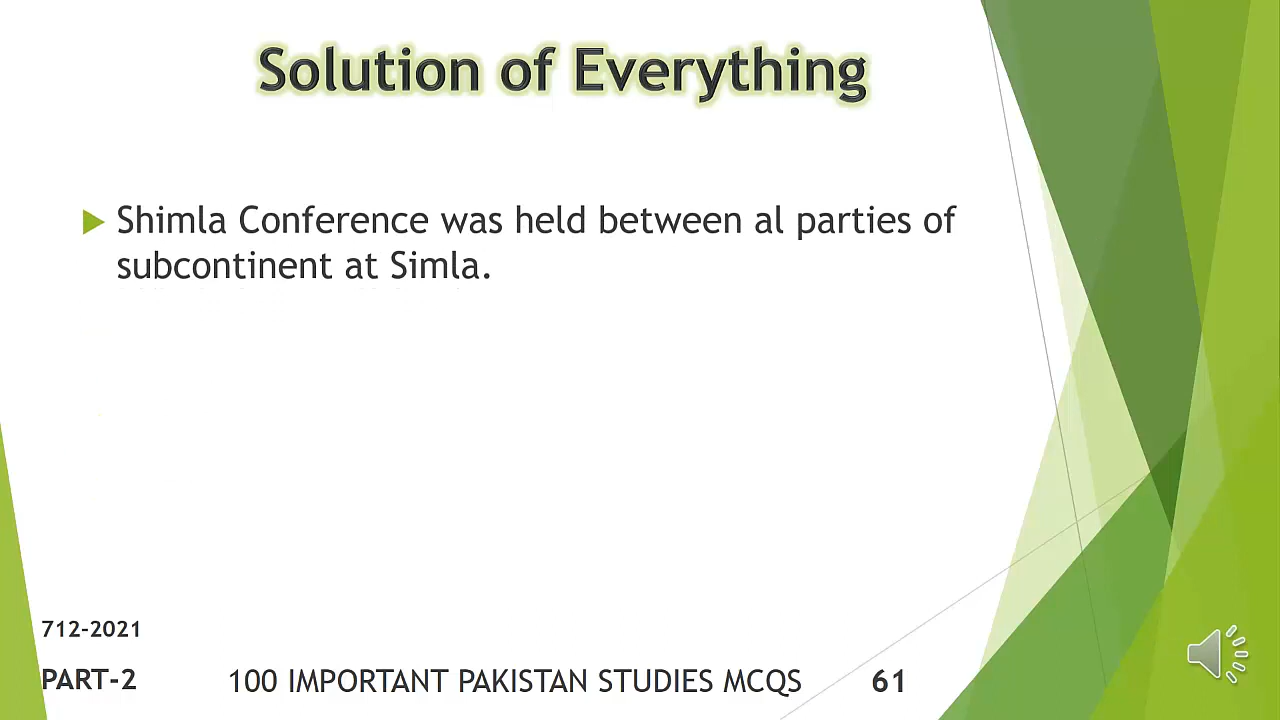 Solution of Everything
Shimla Conference was held between al parties of
subcontinent at Simla.
712-2021
PART-2
100 IMPORTANT PAKISTAN STUDIES MCQS
61